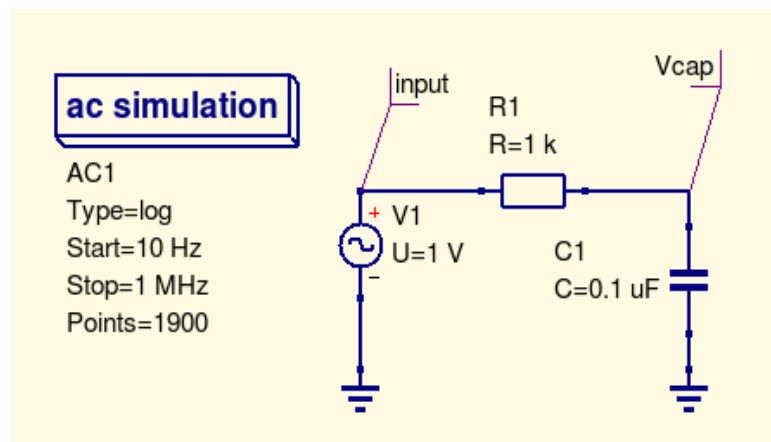 ac simulation
AC1
Type=log
Start=10 Hz
Stop=1 MHz
Points=1900
input
Vcap
R1
R=1 k
+
V1
U=1 V
−
C1
C=0.1 uF